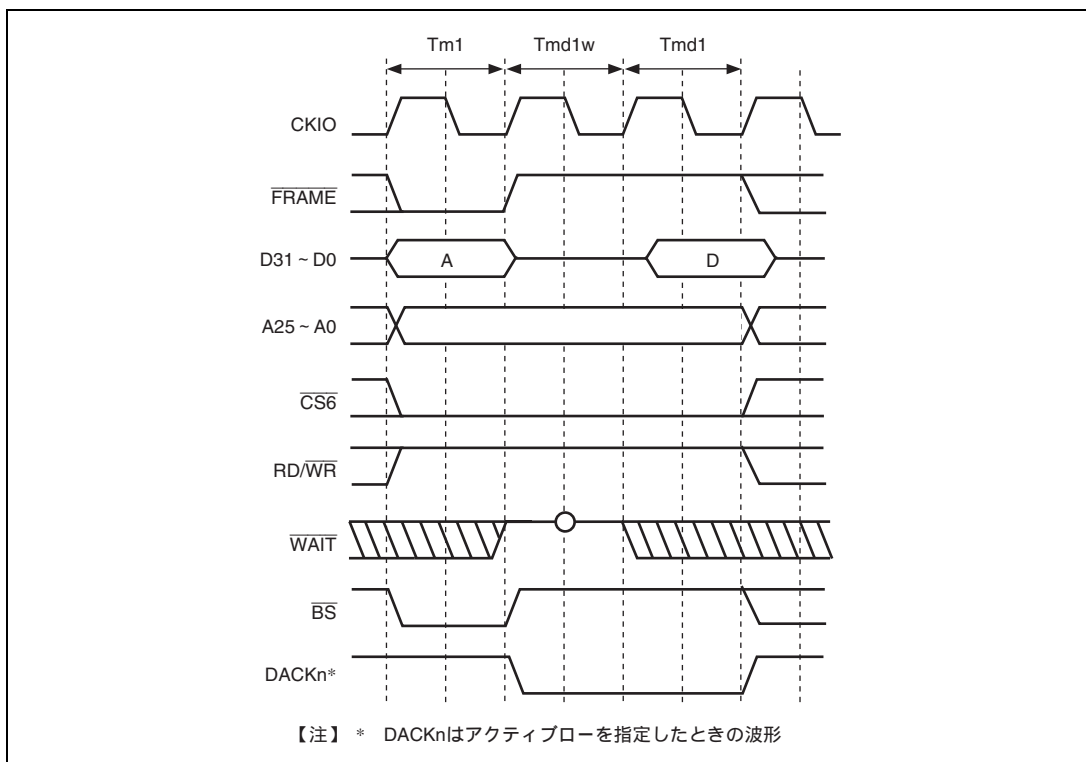 Tm1 Tmd1w Tmd1
CKIO
FRAME
D31 ~ D0 A D
A25 ~ A0
CS6
RD/WR
WAIT
BS
DACKn*
【注】 * DACKnはアクティブローを指定したときの波形